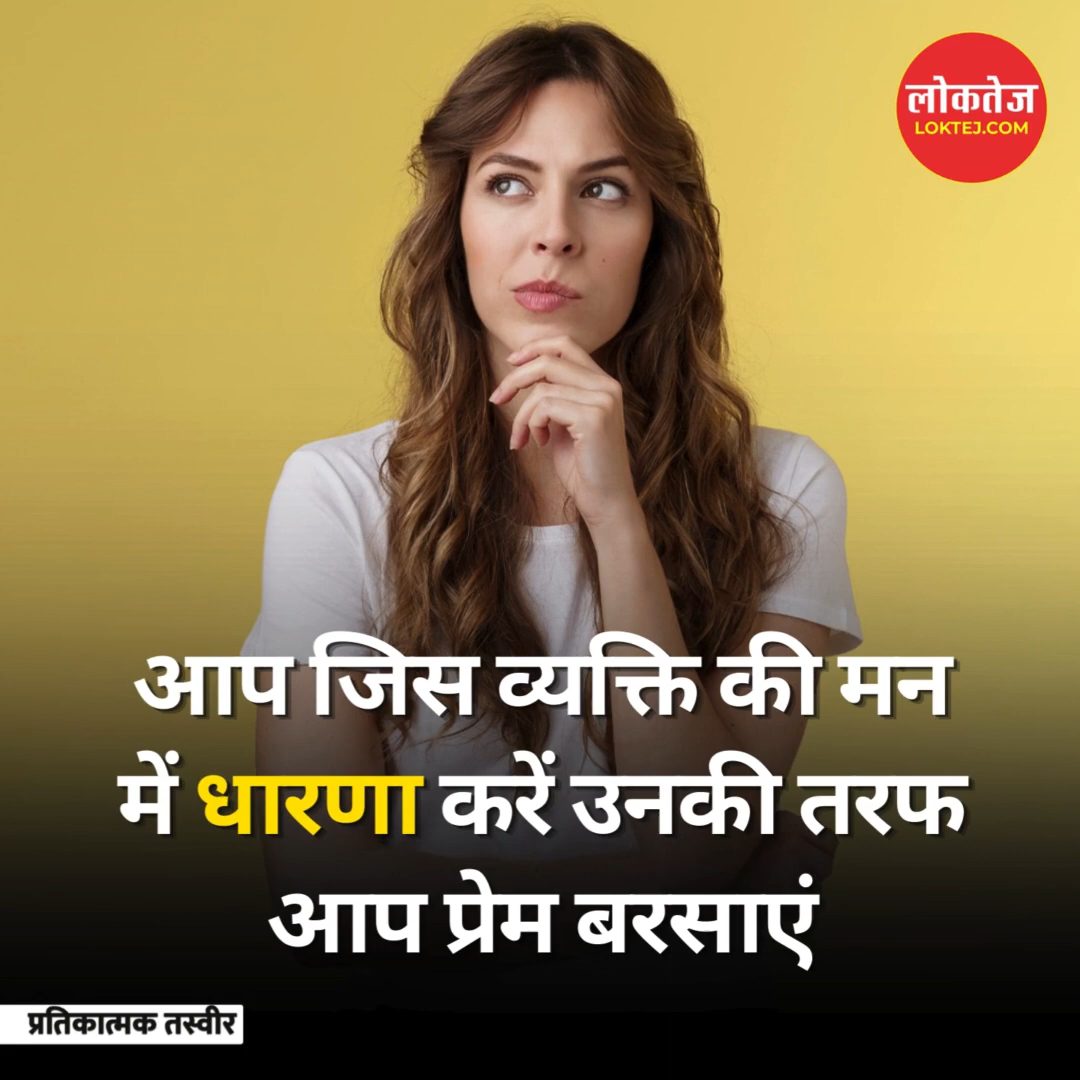 लोकतेज
LOKTEJ.COM
आप जिस व्यक्ति की मन
में धारणा करें उनकी तरफ
आप प्रेम बरसाएं
प्रतिकात्मक तस्वीर